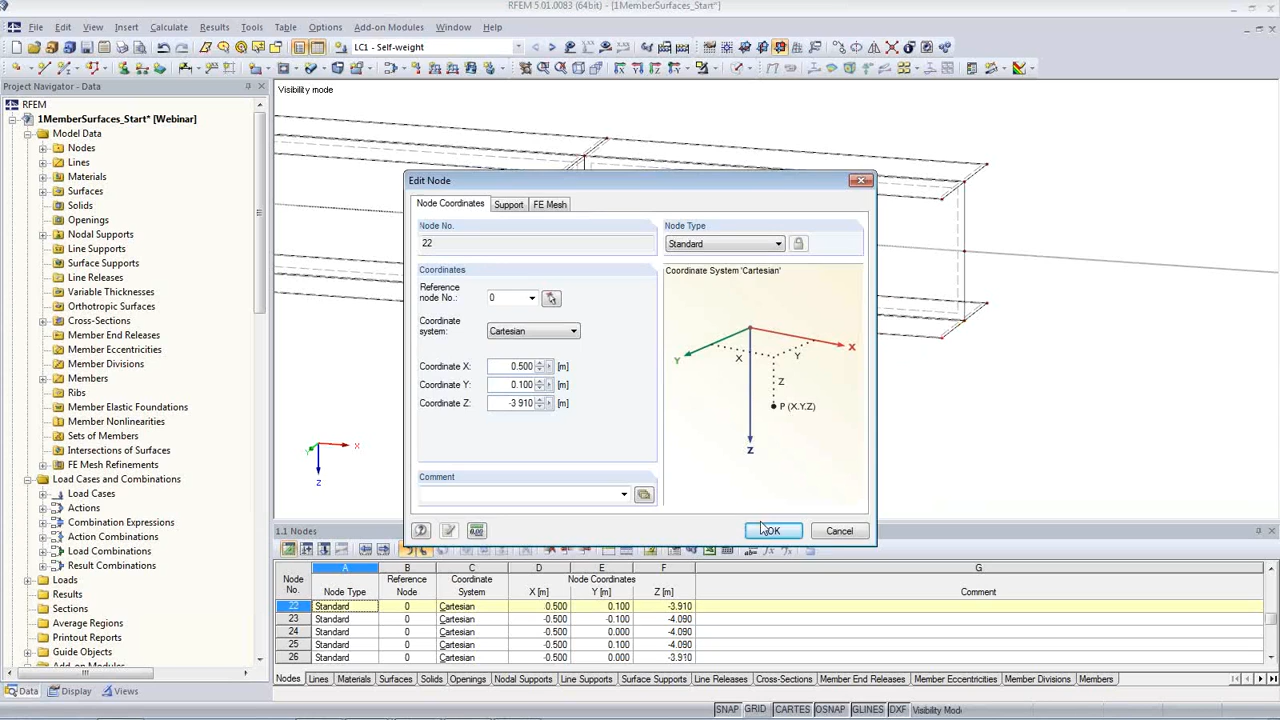 RFEM 5.01.0083 (64bit) - [1MemberSurfaces_Start*]
File Edit View Insert Calculate Results Tools Table Options Add-on Modules Window Help
LC1 - Self-weight
Project Navigator - Data
Visibility mode
RFEM
1MemberSurfaces_Start* [Webinar]
Model Data
Nodes
Lines
Materials
Surfaces
Solids
Openings
Nodal Supports
Line Supports
Surface Supports
Line Releases
Variable Thicknesses
Orthotropic Surfaces
Cross-Sections
Member End Releases
Member Eccentricities
Member Divisions
Members
Ribs
Member Elastic Foundations
Member Nonlinearities
Sets of Members
Intersections of Surfaces
FE Mesh Refinements
Load Cases and Combinations
Load Cases
Actions
Combination Expressions
Action Combinations
Load Combinations
Result Combinations
Loads
Results
Sections
Average Regions
Printout Reports
Guide Objects
Add-on Modules
Data Display Views
X
Y
Z
Edit Node
Node Coordinates Support FE Mesh
Node No.
22
Node Type
Standard
Coordinates
Reference node No.: 0
Coordinate system: Cartesian
Coordinate X: 0.500 [m]
Coordinate Y: 0.100 [m]
Coordinate Z: -3.910 [m]
Comment
Coordinate System 'Cartesian'
X
Y
Z
X
Y
Z
P (X.Y.Z)
OK Cancel
1.1 Nodes
A B C D E F G
Node No. Node Type Reference Node Coordinate System Node Coordinates X [m] Y [m] Z [m] Comment
22 Standard 0 Cartesian 0.500 0.100 -3.910
23 Standard 0 Cartesian -0.500 -0.100 -4.090
24 Standard 0 Cartesian -0.500 0.000 -4.090
25 Standard 0 Cartesian -0.500 0.100 -4.090
26 Standard 0 Cartesian -0.500 0.000 -3.910
Nodes Lines Materials Surfaces Solids Openings Nodal Supports Line Supports Surface Supports Line Releases Cross-Sections Member End Releases Member Eccentricities Member Divisions Members
SNAP GRID CARTES OSNAP GLINES DXF Visibility Mod